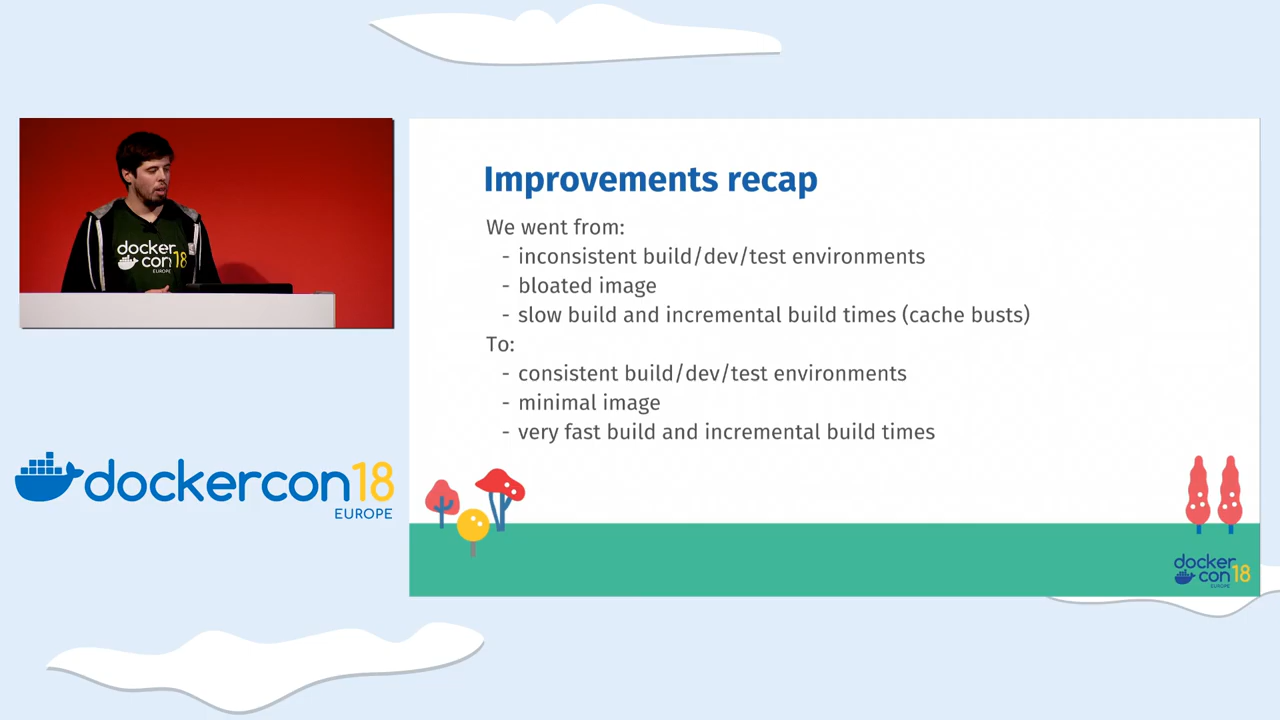 docker
con18
EUROPE
dockercon18
EUROPE
Improvements recap
We went from:
- inconsistent build/dev/test environments
- bloated image
- slow build and incremental build times (cache busts)
To:
- consistent build/dev/test environments
- minimal image
- very fast build and incremental build times
docker
con18
EUROPE